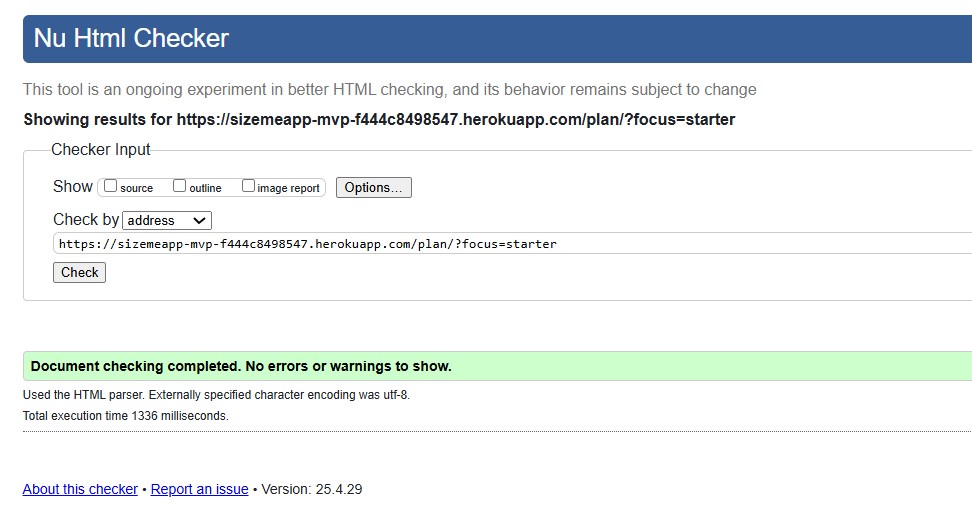 Nu Html Checker
This tool is an ongoing experiment in better HTML checking, and its behavior remains subject to change
Showing results for https://sizemeapp-mvp-f444c8498547.herokuapp.com/plan/?focus=starter
Checker Input
Show source outline image report Options...
Check by address
https://sizemeapp-mvp-f444c8498547.herokuapp.com/plan/?focus=starter
Check
Document checking completed. No errors or warnings to show.
Used the HTML parser. Externally specified character encoding was utf-8.
Total execution time 1336 milliseconds.
About this checker • Report an issue • Version: 25.4.29